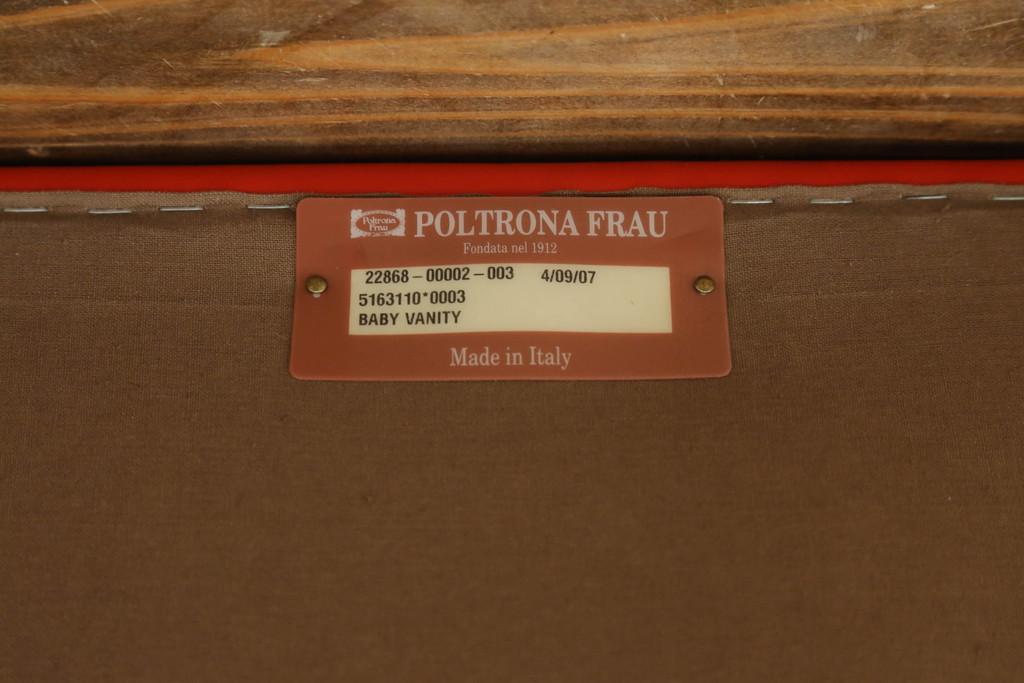 Poltrona
Frau
POLTRONA FRAU
Fondata nel 1912
22868-00002-003 4/09/07
5163110*0003
BABY VANITY
Made in Italy